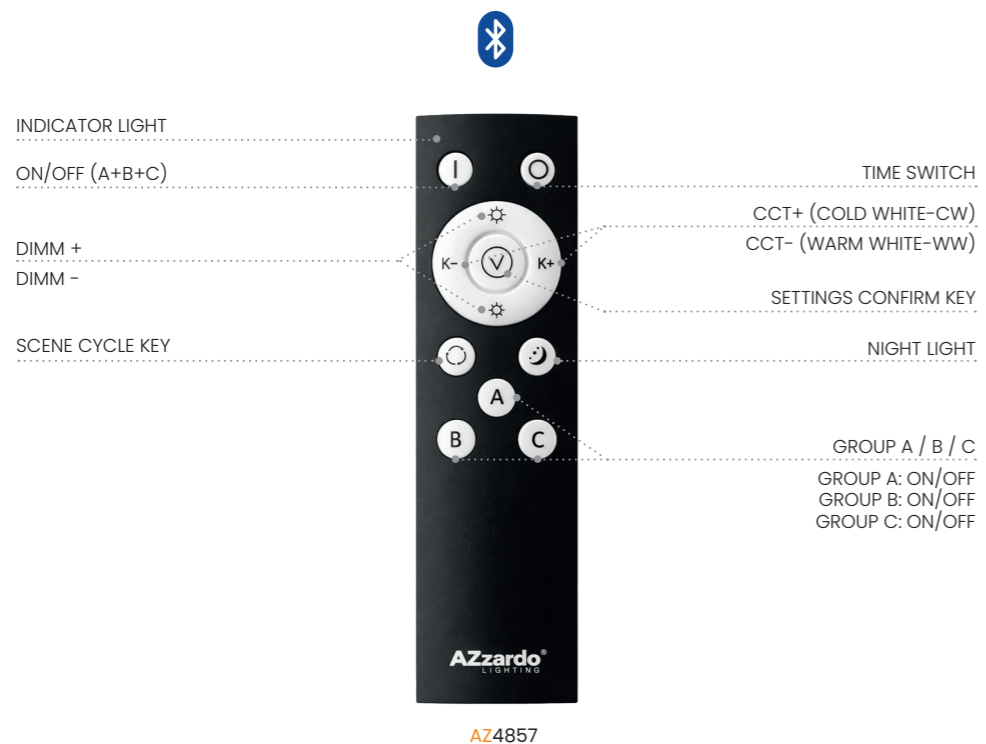 INDICATOR LIGHT
ON/OFF (A+B+C)
TIME SWITCH
CCT+ (COLD WHITE-CW)
CCT- (WARM WHITE-WW)
DIMM +
DIMM -
K-
K+
SETTINGS CONFIRM KEY
SCENE CYCLE KEY
NIGHT LIGHT
A
B
C
GROUP A / B / C
GROUP A: ON/OFF
GROUP B: ON/OFF
GROUP C: ON/OFF
AZzardo®
LIGHTING
AZ4857